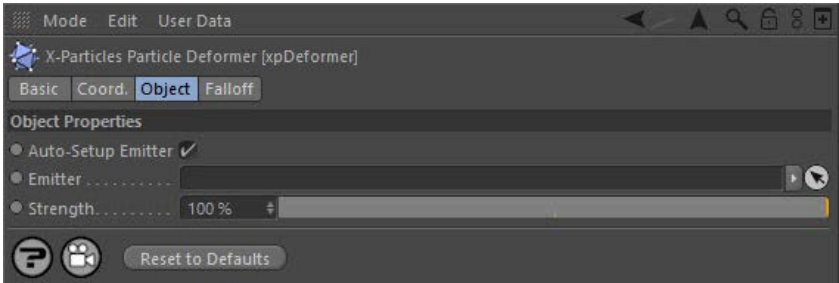 Mode Edit User Data
X-Particles Particle Deformer [xpDeformer]
Basic Coord. Object Falloff
Object Properties
Auto-Setup Emitter
Emitter . . . . . . . . . .
Strength. . . . . . . . . 100 %
Reset to Defaults